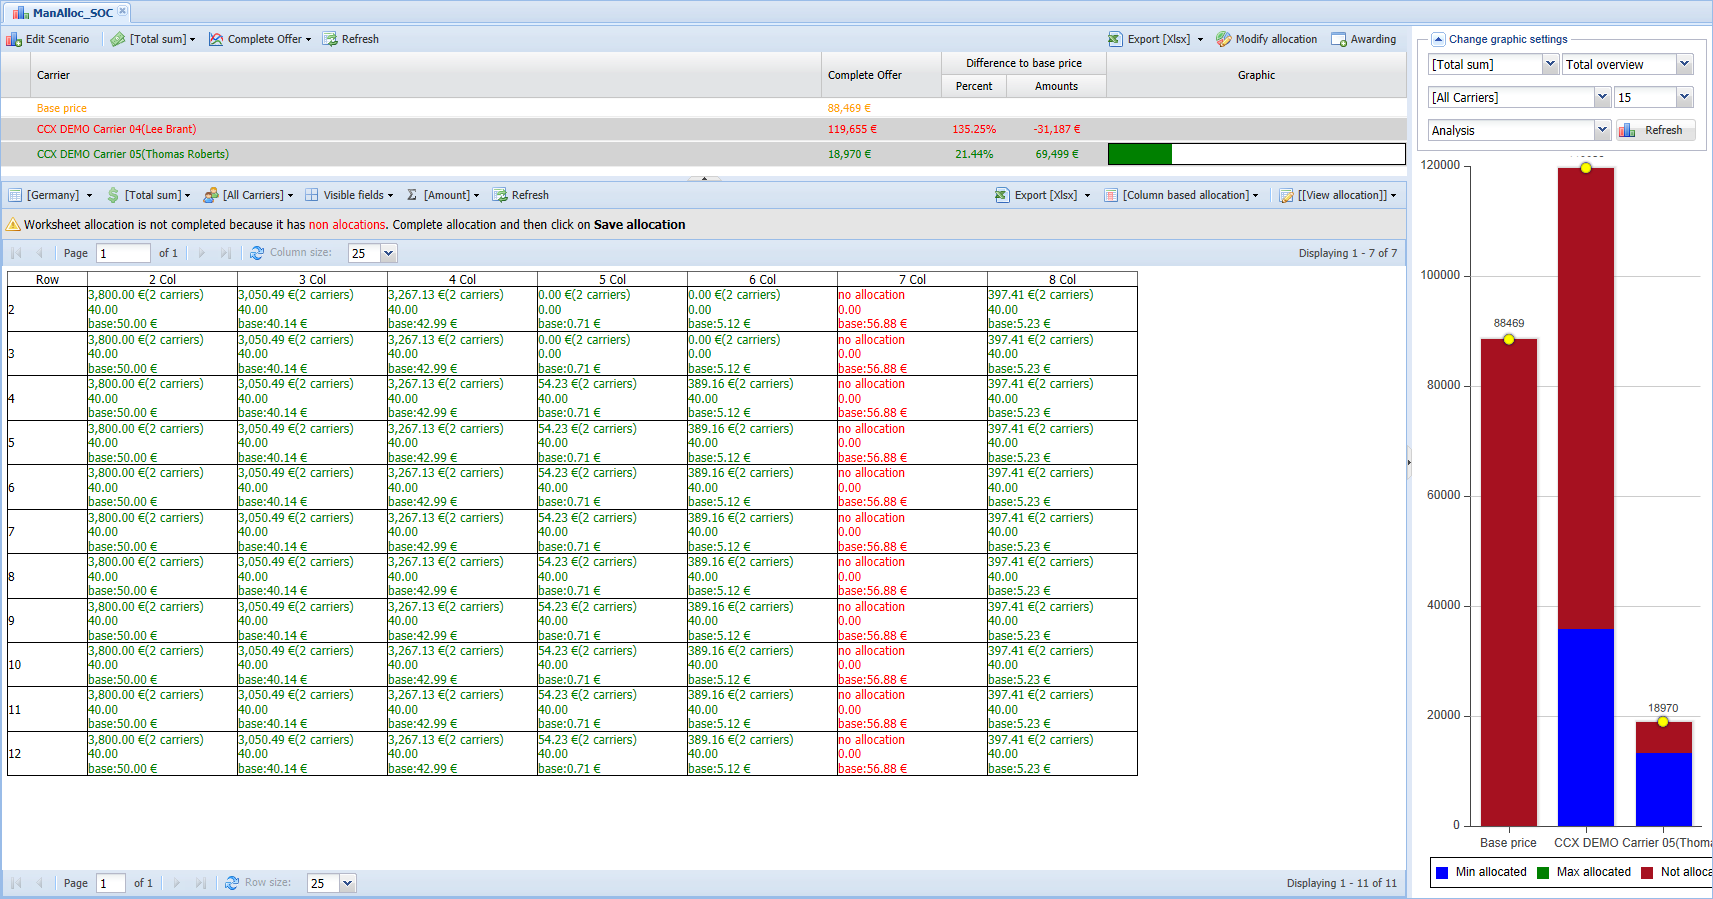 ManAlloc_SOC
Edit Scenario [Total sum] Complete Offer Refresh Export [Xlsx] Modify allocation Awarding
Carrier Complete Offer Difference to base price Graphic
Percent Amounts
Base price 88,469 €
CCX DEMO Carrier 04(Lee Brant) 119,655 € 135.25% -31,187 €
CCX DEMO Carrier 05(Thomas Roberts) 18,970 € 21.44% 69,499 €
[Germany] [Total sum] [All Carriers] Visible fields Σ [Amount] Refresh Export [Xlsx] [Column based allocation] [[View allocation]]
Worksheet allocation is not completed because it has non alocations. Complete allocation and then click on Save allocation
Page 1 of 1 Column size: 25 Displaying 1 - 7 of 7
Row 2 Col 3 Col 4 Col 5 Col 6 Col 7 Col 8 Col
3,800.00 €(2 carriers) 3,050.49 €(2 carriers) 3,267.13 €(2 carriers) 0.00 €(2 carriers) 0.00 €(2 carriers) no allocation 397.41 €(2 carriers)
2 40.00 40.00 40.00 0.00 0.00 0.00 40.00
base:50.00 € base:40.14 € base:42.99 € base:0.71 € base:5.12 € base:56.88 € base:5.23 €
3,800.00 €(2 carriers) 3,050.49 €(2 carriers) 3,267.13 €(2 carriers) 0.00 €(2 carriers) 0.00 €(2 carriers) no allocation 397.41 €(2 carriers)
3 40.00 40.00 40.00 0.00 0.00 0.00 40.00
base:50.00 € base:40.14 € base:42.99 € base:0.71 € base:5.12 € base:56.88 € base:5.23 €
3,800.00 €(2 carriers) 3,050.49 €(2 carriers) 3,267.13 €(2 carriers) 54.23 €(2 carriers) 389.16 €(2 carriers) no allocation 397.41 €(2 carriers)
4 40.00 40.00 40.00 40.00 40.00 0.00 40.00
base:50.00 € base:40.14 € base:42.99 € base:0.71 € base:5.12 € base:56.88 € base:5.23 €
3,800.00 €(2 carriers) 3,050.49 €(2 carriers) 3,267.13 €(2 carriers) 54.23 €(2 carriers) 389.16 €(2 carriers) no allocation 397.41 €(2 carriers)
5 40.00 40.00 40.00 40.00 40.00 0.00 40.00
base:50.00 € base:40.14 € base:42.99 € base:0.71 € base:5.12 € base:56.88 € base:5.23 €
3,800.00 €(2 carriers) 3,050.49 €(2 carriers) 3,267.13 €(2 carriers) 54.23 €(2 carriers) 389.16 €(2 carriers) no allocation 397.41 €(2 carriers)
6 40.00 40.00 40.00 40.00 40.00 0.00 40.00
base:50.00 € base:40.14 € base:42.99 € base:0.71 € base:5.12 € base:56.88 € base:5.23 €
3,800.00 €(2 carriers) 3,050.49 €(2 carriers) 3,267.13 €(2 carriers) 54.23 €(2 carriers) 389.16 €(2 carriers) no allocation 397.41 €(2 carriers)
7 40.00 40.00 40.00 40.00 40.00 0.00 40.00
base:50.00 € base:40.14 € base:42.99 € base:0.71 € base:5.12 € base:56.88 € base:5.23 €
3,800.00 €(2 carriers) 3,050.49 €(2 carriers) 3,267.13 €(2 carriers) 54.23 €(2 carriers) 389.16 €(2 carriers) no allocation 397.41 €(2 carriers)
8 40.00 40.00 40.00 40.00 40.00 0.00 40.00
base:50.00 € base:40.14 € base:42.99 € base:0.71 € base:5.12 € base:56.88 € base:5.23 €
3,800.00 €(2 carriers) 3,050.49 €(2 carriers) 3,267.13 €(2 carriers) 54.23 €(2 carriers) 389.16 €(2 carriers) no allocation 397.41 €(2 carriers)
9 40.00 40.00 40.00 40.00 40.00 0.00 40.00
base:50.00 € base:40.14 € base:42.99 € base:0.71 € base:5.12 € base:56.88 € base:5.23 €
3,800.00 €(2 carriers) 3,050.49 €(2 carriers) 3,267.13 €(2 carriers) 54.23 €(2 carriers) 389.16 €(2 carriers) no allocation 397.41 €(2 carriers)
10 40.00 40.00 40.00 40.00 40.00 0.00 40.00
base:50.00 € base:40.14 € base:42.99 € base:0.71 € base:5.12 € base:56.88 € base:5.23 €
3,800.00 €(2 carriers) 3,050.49 €(2 carriers) 3,267.13 €(2 carriers) 54.23 €(2 carriers) 389.16 €(2 carriers) no allocation 397.41 €(2 carriers)
11 40.00 40.00 40.00 40.00 40.00 0.00 40.00
base:50.00 € base:40.14 € base:42.99 € base:0.71 € base:5.12 € base:56.88 € base:5.23 €
3,800.00 €(2 carriers) 3,050.49 €(2 carriers) 3,267.13 €(2 carriers) 54.23 €(2 carriers) 389.16 €(2 carriers) no allocation 397.41 €(2 carriers)
12 40.00 40.00 40.00 40.00 40.00 0.00 40.00
base:50.00 € base:40.14 € base:42.99 € base:0.71 € base:5.12 € base:56.88 € base:5.23 €
Page 1 of 1 Row size: 25 Displaying 1 - 11 of 11
Change graphic settings
[Total sum] Total overview
[All Carriers] 15
Analysis Refresh
120000
100000
88469
80000
60000
40000
20000
18970
0
Base price CCX DEMO Carrier 05(Thoma
Min allocated Max allocated Not alloca